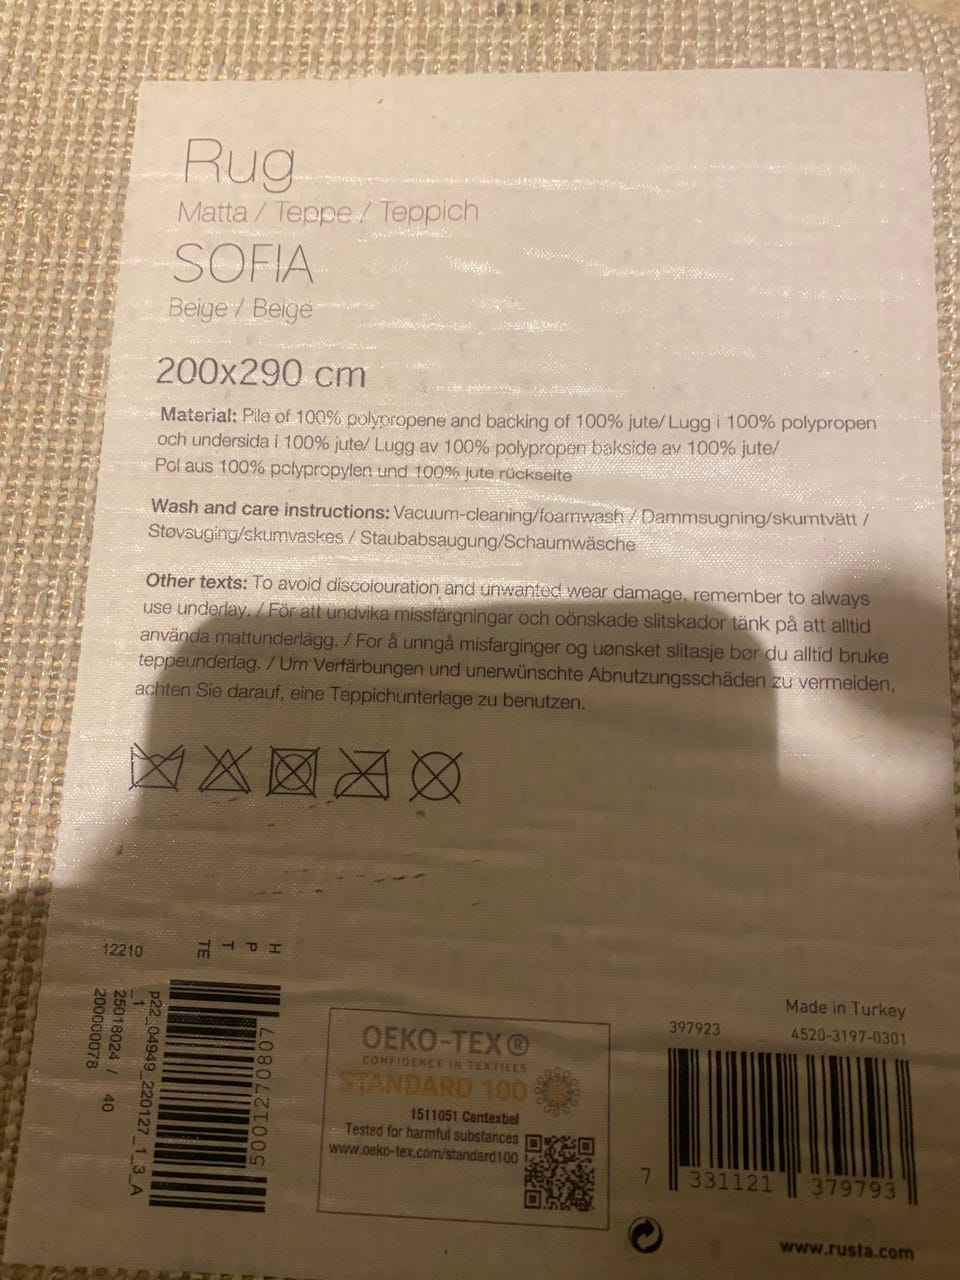 Rug
Matta / Teppe / Teppich
SOFIA
Beige / Beige
200x290 cm
Material: Pile of 100% polypropene and backing of 100% jute/ Lugg i 100% polypropen
och undersida i 100% jute/ Lugg av 100% polypropen bakside av 100% jute/
Pol aus 100% polypropylen und 100% jute rückseite
Wash and care instructions: Vacuum-cleaning/foamwash / Dammsugning/skumtvätt /
Støvsuging/skumvaskes / Staubabsaugung/Schaumwäsche
Other texts: To avoid discolouration and unwanted wear damage, remember to always
use underlay. / För att undvika missfärgningar och oönskade slitskador tänk på att alltid
använda mattunderlägg. / For å unngå misfarginger og uønsket slitasje bør du alltid bruke
teppeunderlag. / Um Verfärbungen und unerwünschte Abnutzungsschäden zu vermeiden,
achten Sie darauf, eine Teppichunterlage zu benutzen.
12210
H
P
T
TE
5001270807
p22_04949_220127_1_3_A
_1
25018024 / 40
200000078
OEKO-TEX®
CONFIDENCE IN TEXTILES
STANDARD 100
1511051 Centexbel
Tested for harmful substances
www.oeko-tex.com/standard100
Made in Turkey
397923 4520-3197-0301
7 331121 379793
www.rusta.com